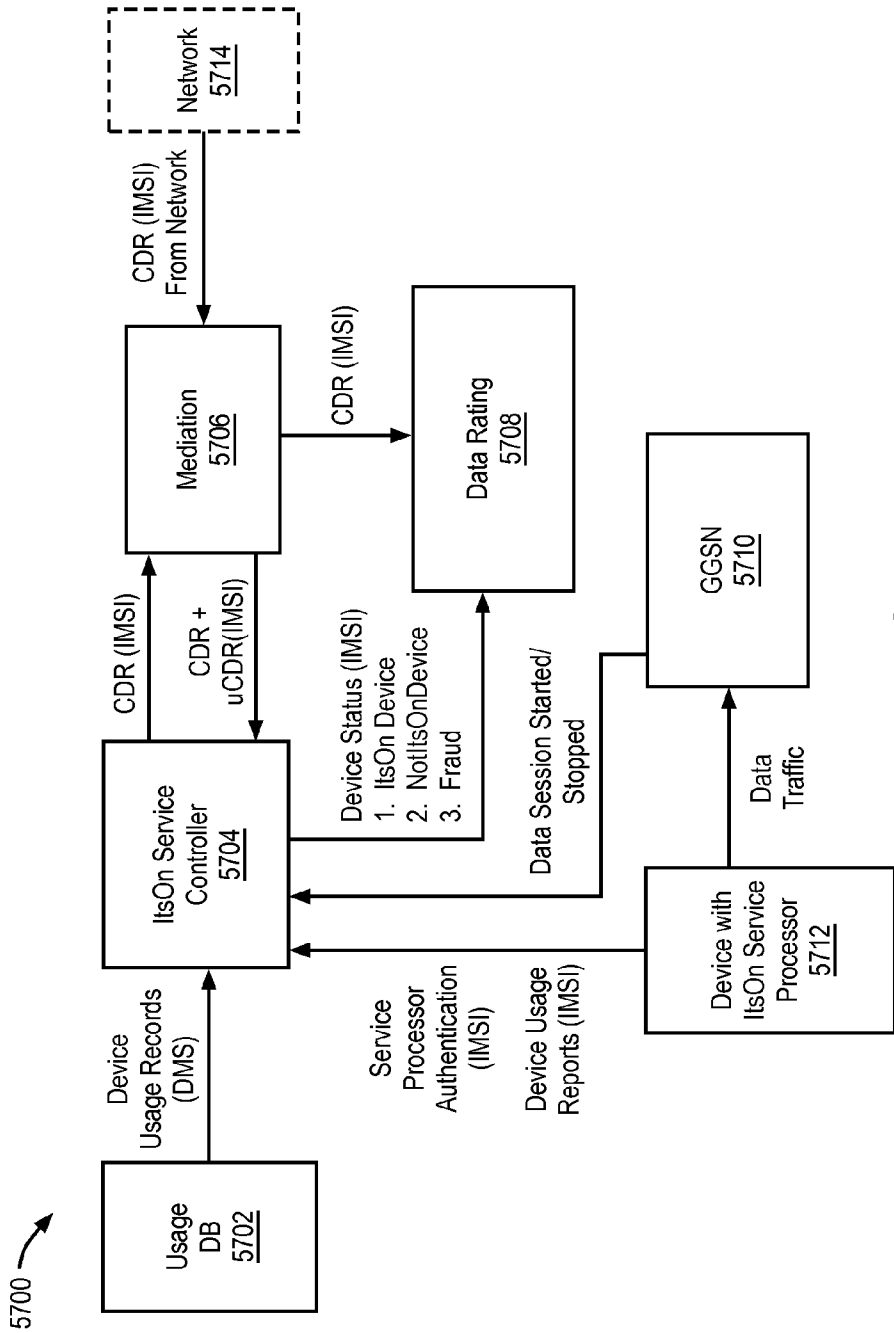 5700
Usage
DB
5702
Device
Usage Records
(DMS)
ItsOn Service
Controller
5704
CDR (IMSI)
CDR +
uCDR(IMSI)
Mediation
5706
CDR (IMSI)
From Network
Network
5714
CDR (IMSI)
Device Status (IMSI)
1. ItsOn Device
2. NotItsOnDevice
3. Fraud
Data Rating
5708
Data Session Started/
Stopped
Service
Processor
Authentication
(IMSI)
Device Usage
Reports (IMSI)
Device with
ItsOn Service
Processor
5712
Data
Traffic
GGSN
5710